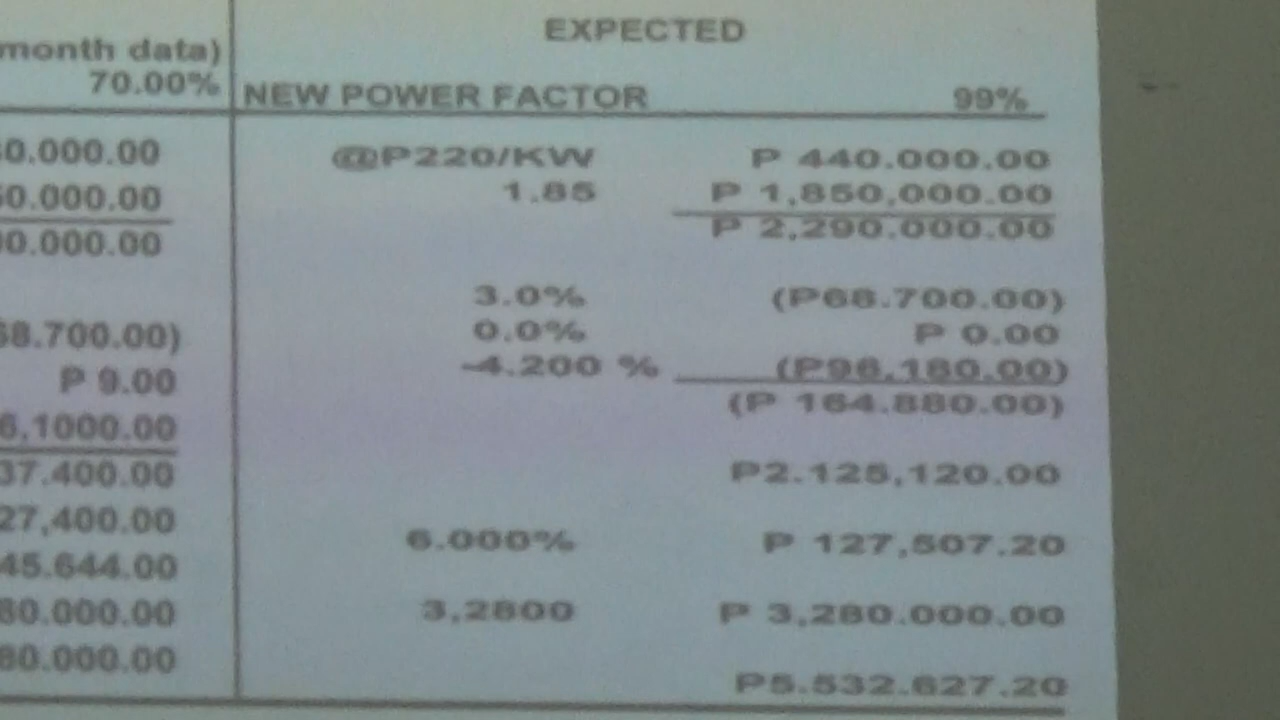 EXPECTED
month data)
70.00% NEW POWER FACTOR 99%
0.000.00 @P220/KW P 440.000.00
50.000.00 1.85 P 1,850,000.00
00.000.00 P 2,290.000.00
3.0% (P68.700.00)
68.700.00) 0.0% P 0.00
P 9.00 -4.200 % (P96,180.00)
6,1000.00 (P 164.880.00)
37.400.00 P2.125,120.00
27,400.00 6.000% P 127,507.20
45.644.00
80.000.00 3,2800 P 3,280.000.00
80.000.00 P5.532.627.20